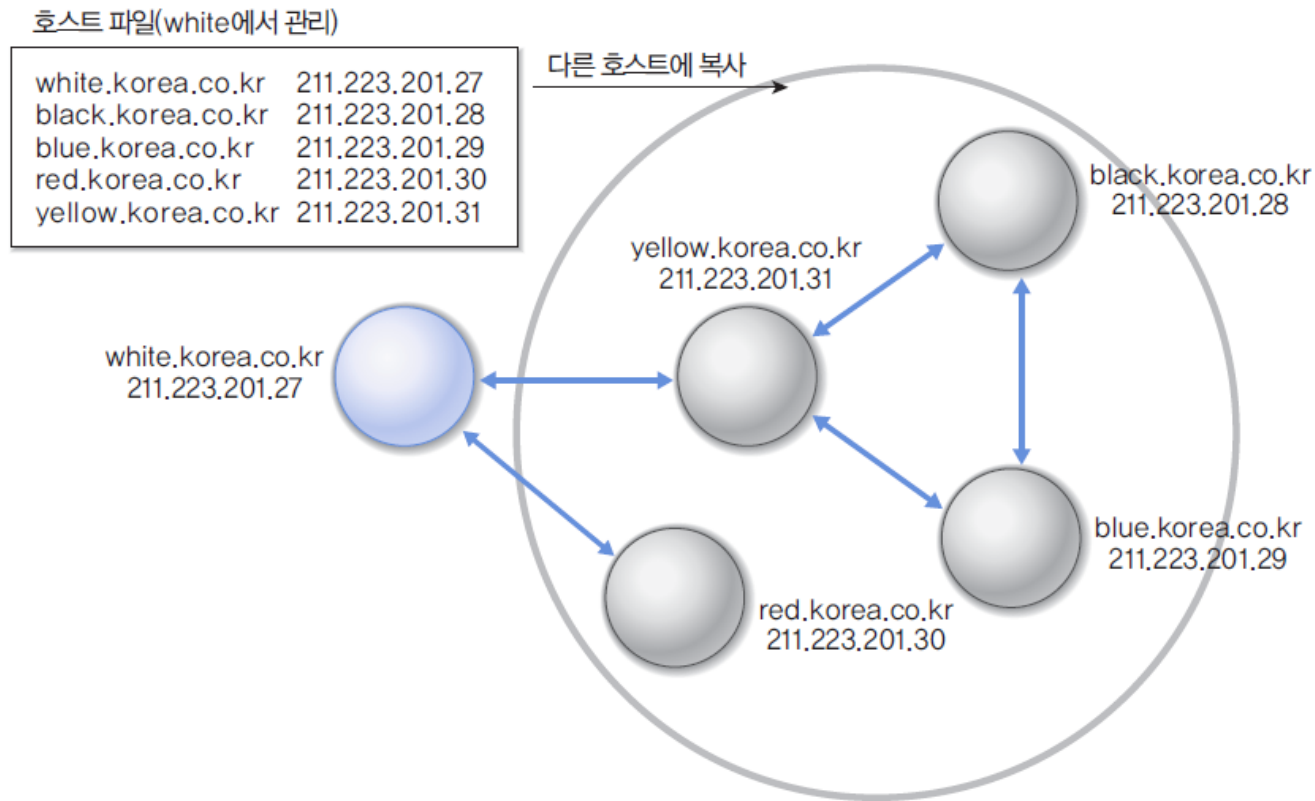 호스트 파일(white에서 관리)
white.korea.co.kr 211.223.201.27
black.korea.co.kr 211.223.201.28
blue.korea.co.kr 211.223.201.29
red.korea.co.kr 211.223.201.30
yellow.korea.co.kr 211.223.201.31
다른 호스트에 복사
black.korea.co.kr
211.223.201.28
yellow.korea.co.kr
211.223.201.31
white.korea.co.kr
211.223.201.27
blue.korea.co.kr
211.223.201.29
red.korea.co.kr
211.223.201.30